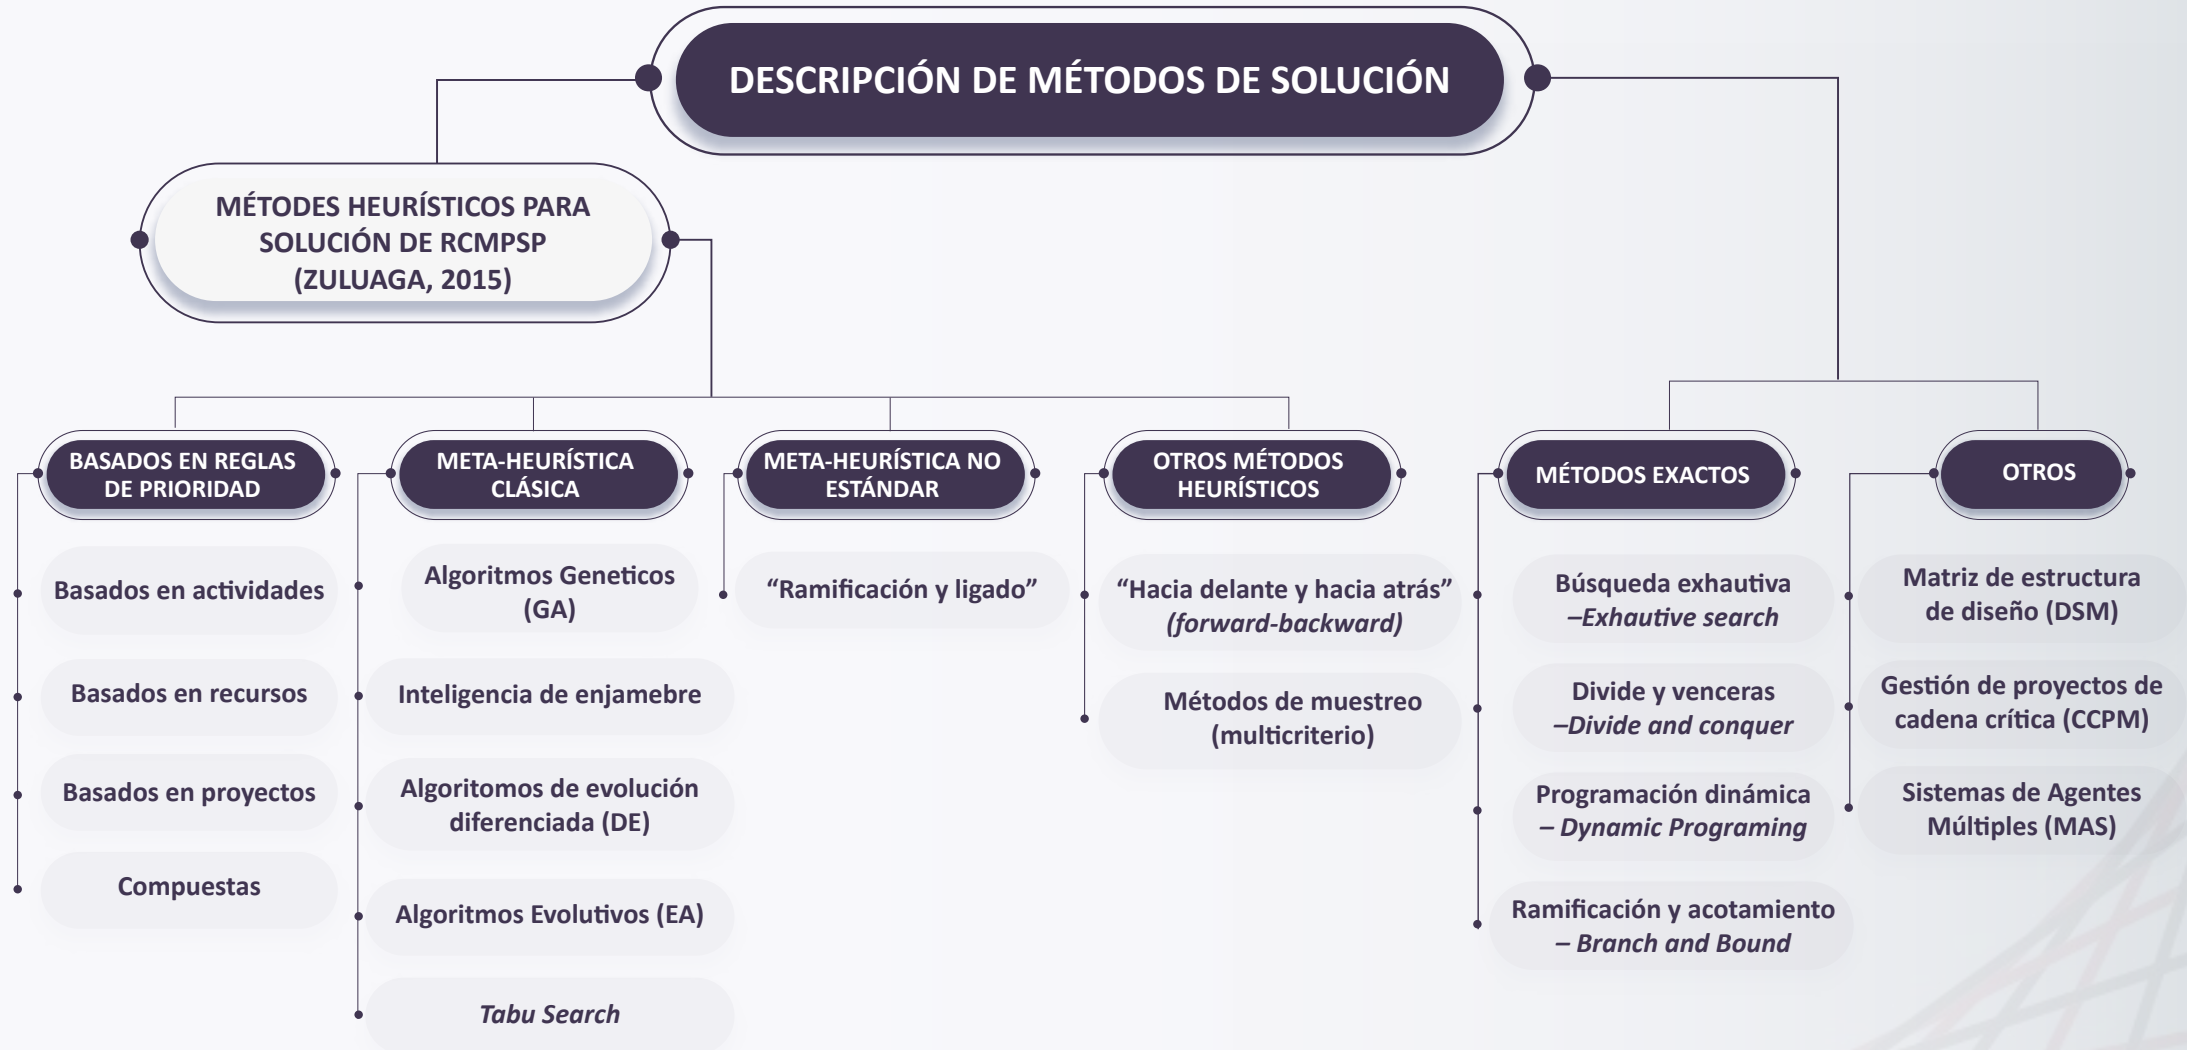 DESCRIPCIÓN DE MÉTODOS DE SOLUCIÓN
MÉTODES HEURÍSTICOS PARA
SOLUCIÓN DE RCMPSP
(ZULUAGA, 2015)
BASADOS EN REGLAS
DE PRIORIDAD
Basados en actividades
Basados en recursos
Basados en proyectos
Compuestas
META-HEURÍSTICA
CLÁSICA
Algoritmos Geneticos
(GA)
Inteligencia de enjamebre
Algoritomos de evolución
diferenciada (DE)
Algoritmos Evolutivos (EA)
Tabu Search
META-HEURÍSTICA NO
ESTÁNDAR
“Ramificación y ligado”
OTROS MÉTODOS
HEURÍSTICOS
“Hacia delante y hacia atrás”
(forward-backward)
Métodos de muestreo
(multicriterio)
MÉTODOS EXACTOS
Búsqueda exhautiva
–Exhautive search
Divide y venceras
–Divide and conquer
Programación dinámica
– Dynamic Programing
Ramificación y acotamiento
– Branch and Bound
OTROS
Matriz de estructura
de diseño (DSM)
Gestión de proyectos de
cadena crítica (CCPM)
Sistemas de Agentes
Múltiples (MAS)